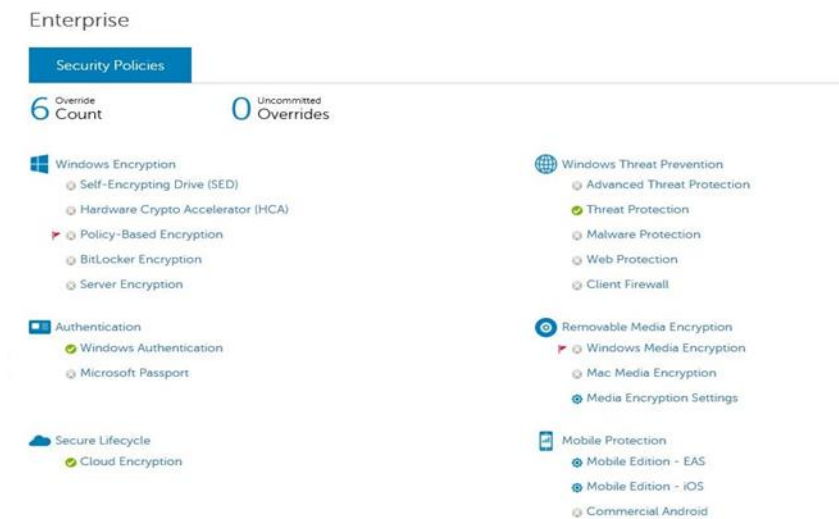 Enterprise
Security Policies
6 Override Count
0 Uncommitted Overrides
Windows Encryption
Self-Encrypting Drive (SED)
Hardware Crypto Accelerator (HCA)
Policy-Based Encryption
BitLocker Encryption
Server Encryption
Authentication
Windows Authentication
Microsoft Passport
Secure Lifecycle
Cloud Encryption
Windows Threat Prevention
Advanced Threat Protection
Threat Protection
Malware Protection
Web Protection
Client Firewall
Removable Media Encryption
Windows Media Encryption
Mac Media Encryption
Media Encryption Settings
Mobile Protection
Mobile Edition - EAS
Mobile Edition - iOS
Commercial Android